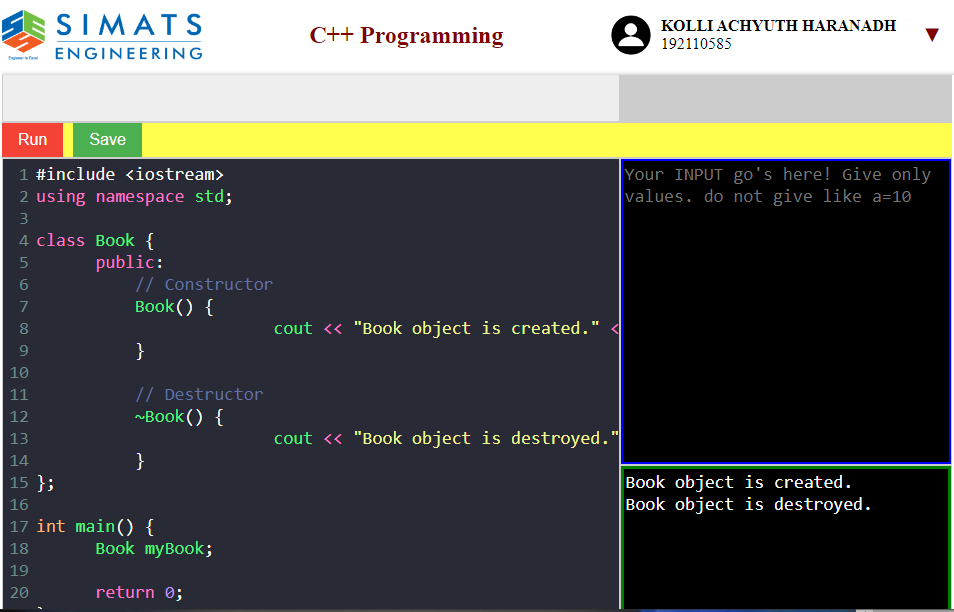 SIMATS
ENGINEERING
Engineer to Excel
C++ Programming
KOLLI ACHYUTH HARANADH
192110585
▼
Run
Save
1 #include <iostream>
2 using namespace std;
3
4 class Book {
5 public:
6 // Constructor
7 Book() {
8 cout << "Book object is created." <
9 }
10
11 // Destructor
12 ~Book() {
13 cout << "Book object is destroyed."
14 }
15 };
16
17 int main() {
18 Book myBook;
19
20 return 0;
Your INPUT go's here! Give only
values. do not give like a=10
Book object is created.
Book object is destroyed.